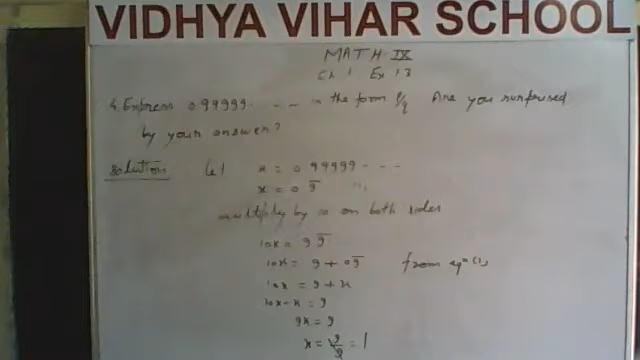 VIDHYA VIHAR SCHOOL
MATH IX
Ch 1 Ex 1.3
4. Express 0.99999. - - - in the form p/q Are you surprised
by your answer?
Solution Let x = 0.99999 - - - -
x = 0.9̅ (1)
multiply by 10 on both sides
10x = 9.9̅
10x = 9 + 0.9̅ from eqn (1)
10x = 9 + x
10x - x = 9
9x = 9
x = 9/9 = 1